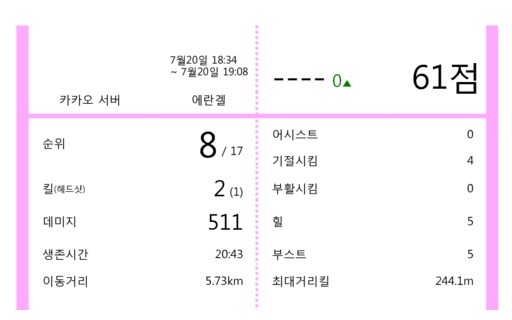 7월20일 18:34
~ 7월20일 19:08
카카오 서버 에란겔
---- 0▲ 61점
순위 8 / 17
킬(헤드샷) 2 (1)
데미지 511
생존시간 20:43
이동거리 5.73km
어시스트 0
기절시킴 4
부활시킴 0
힐 5
부스트 5
최대거리킬 244.1m